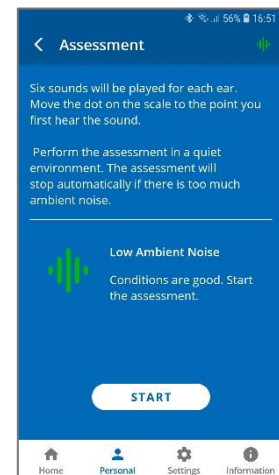 56% 16:51
Assessment
Six sounds will be played for each ear.
Move the dot on the scale to the point you
first hear the sound.
Perform the assessment in a quiet
environment. The assessment will
stop automatically if there is too much
ambient noise.
Low Ambient Noise
Conditions are good. Start
the assessment.
START
Home Personal Settings Information